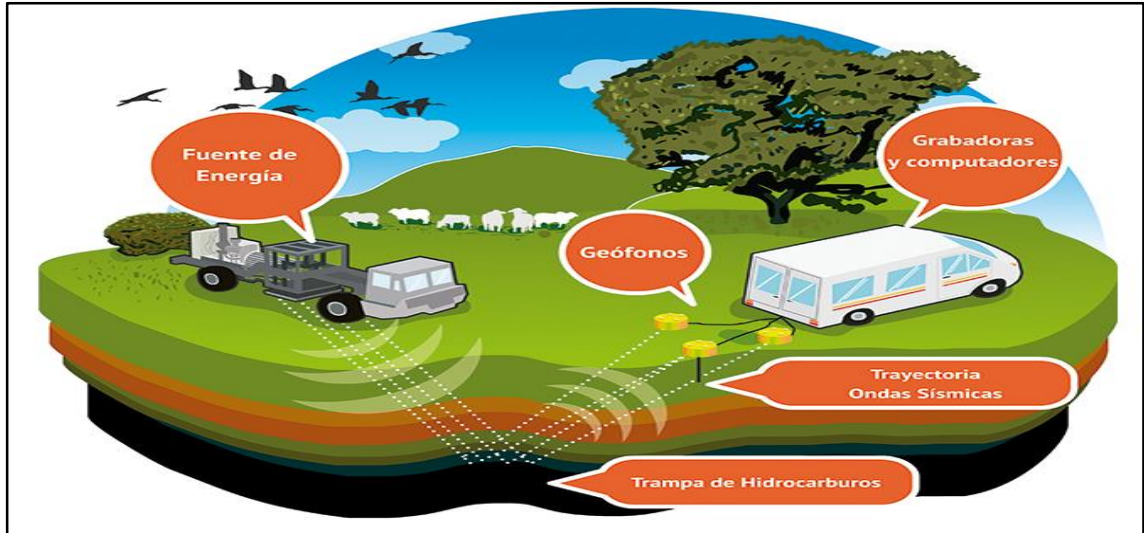 Fuente de
Energía
Grabadoras
y computadores
Geófonos
Trayectoria
Ondas Sísmicas
Trampa de Hidrocarburos